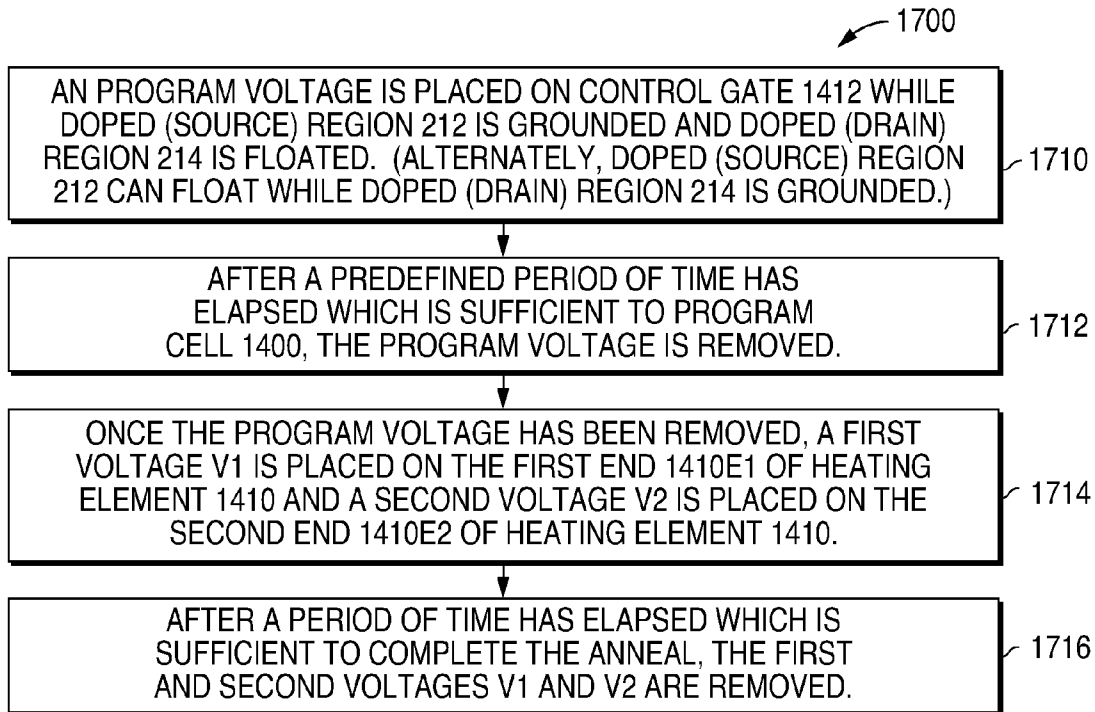 1700
AN PROGRAM VOLTAGE IS PLACED ON CONTROL GATE 1412 WHILE
DOPED (SOURCE) REGION 212 IS GROUNDED AND DOPED (DRAIN)
REGION 214 IS FLOATED. (ALTERNATELY, DOPED (SOURCE) REGION
212 CAN FLOAT WHILE DOPED (DRAIN) REGION 214 IS GROUNDED.)
1710
AFTER A PREDEFINED PERIOD OF TIME HAS
ELAPSED WHICH IS SUFFICIENT TO PROGRAM
CELL 1400, THE PROGRAM VOLTAGE IS REMOVED.
1712
ONCE THE PROGRAM VOLTAGE HAS BEEN REMOVED, A FIRST
VOLTAGE V1 IS PLACED ON THE FIRST END 1410E1 OF HEATING
ELEMENT 1410 AND A SECOND VOLTAGE V2 IS PLACED ON THE
SECOND END 1410E2 OF HEATING ELEMENT 1410.
1714
AFTER A PERIOD OF TIME HAS ELAPSED WHICH IS
SUFFICIENT TO COMPLETE THE ANNEAL, THE FIRST
AND SECOND VOLTAGES V1 AND V2 ARE REMOVED.
1716